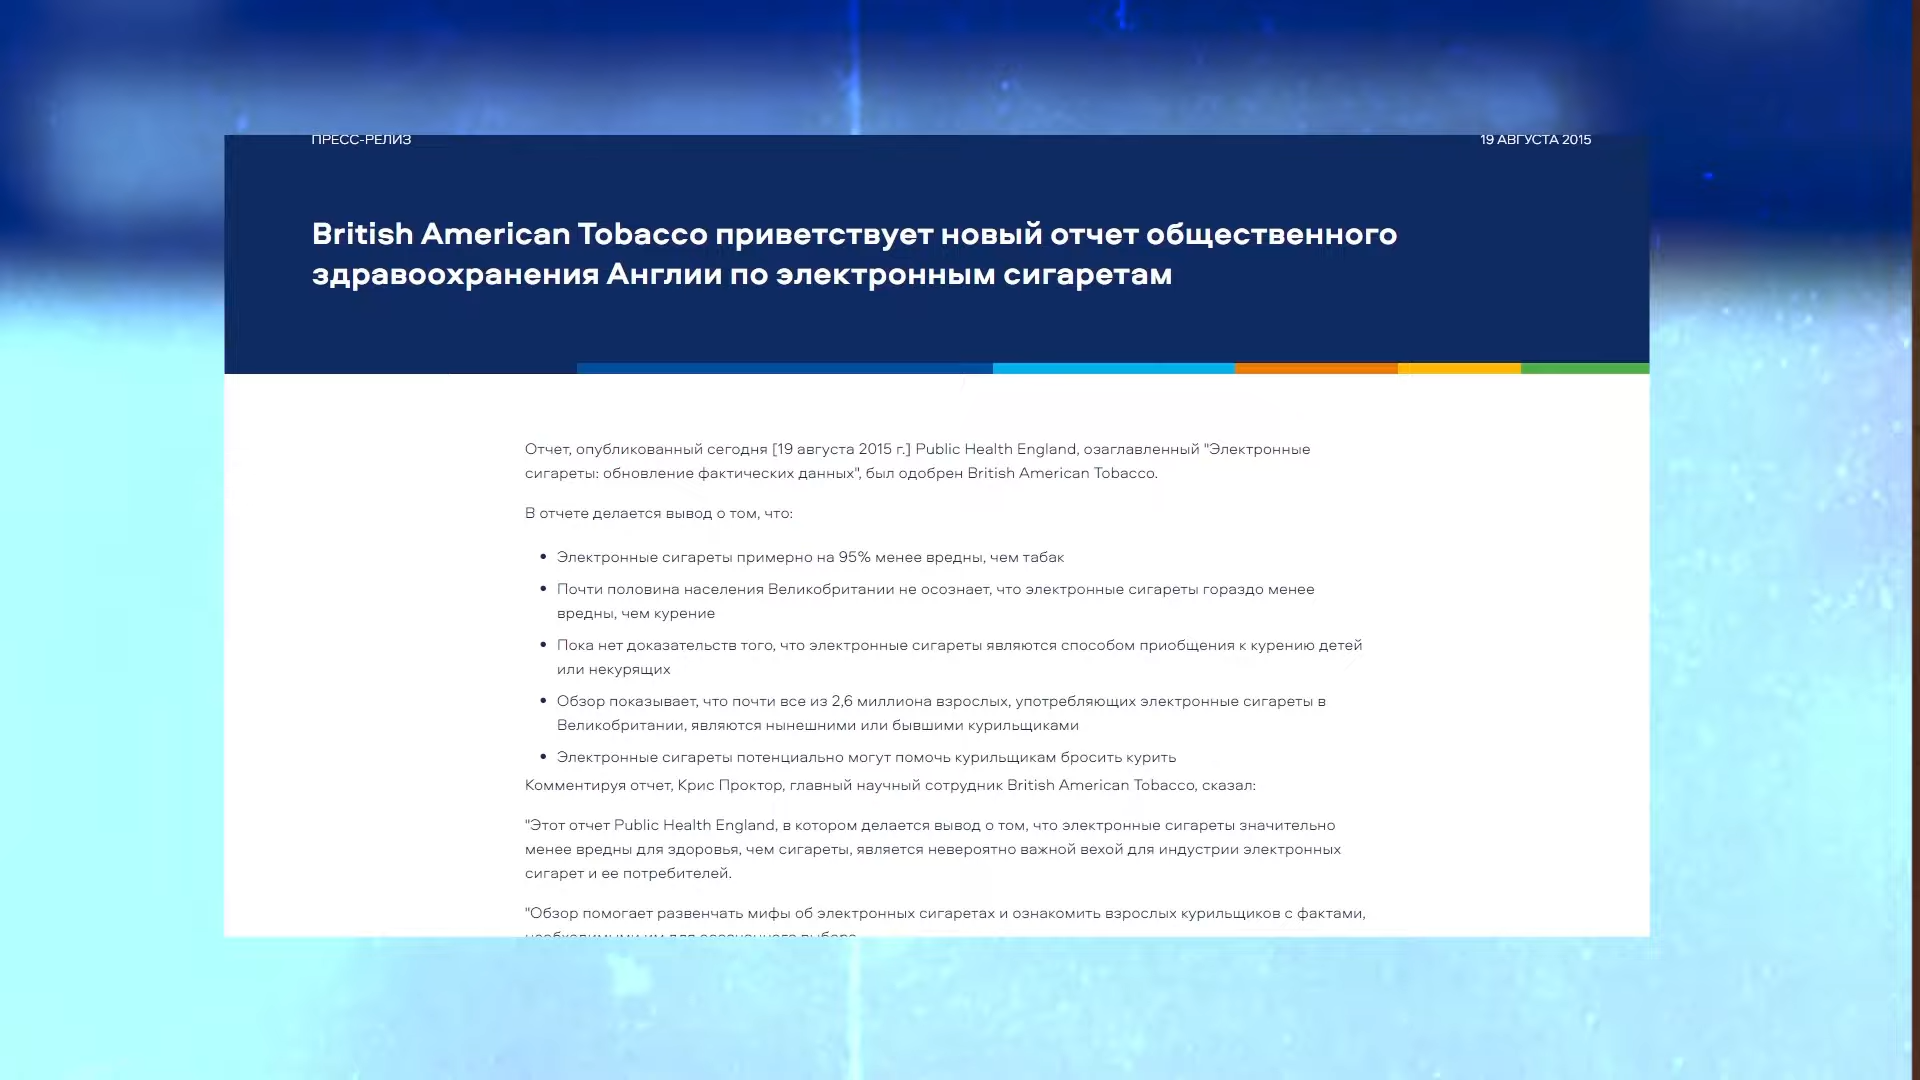 ПРЕСС-РЕЛИЗ
19 АВГУСТА 2015
British American Tobacco приветствует новый отчет общественного
здравоохранения Англии по электронным сигаретам
Отчет, опубликованный сегодня [19 августа 2015 г.] Public Health England, озаглавленный "Электронные
сигареты: обновление фактических данных", был одобрен British American Tobacco.
В отчете делается вывод о том, что:
• Электронные сигареты примерно на 95% менее вредны, чем табак
• Почти половина населения Великобритании не осознает, что электронные сигареты гораздо менее
вредны, чем курение
• Пока нет доказательств того, что электронные сигареты являются способом приобщения к курению детей
или некурящих
• Обзор показывает, что почти все из 2,6 миллиона взрослых, употребляющих электронные сигареты в
Великобритании, являются нынешними или бывшими курильщиками
• Электронные сигареты потенциально могут помочь курильщикам бросить курить
Комментируя отчет, Крис Проктор, главный научный сотрудник British American Tobacco, сказал:
"Этот отчет Public Health England, в котором делается вывод о том, что электронные сигареты значительно
менее вредны для здоровья, чем сигареты, является невероятно важной вехой для индустрии электронных
сигарет и ее потребителей.
"Обзор помогает развенчать мифы об электронных сигаретах и ознакомить взрослых курильщиков с фактами,